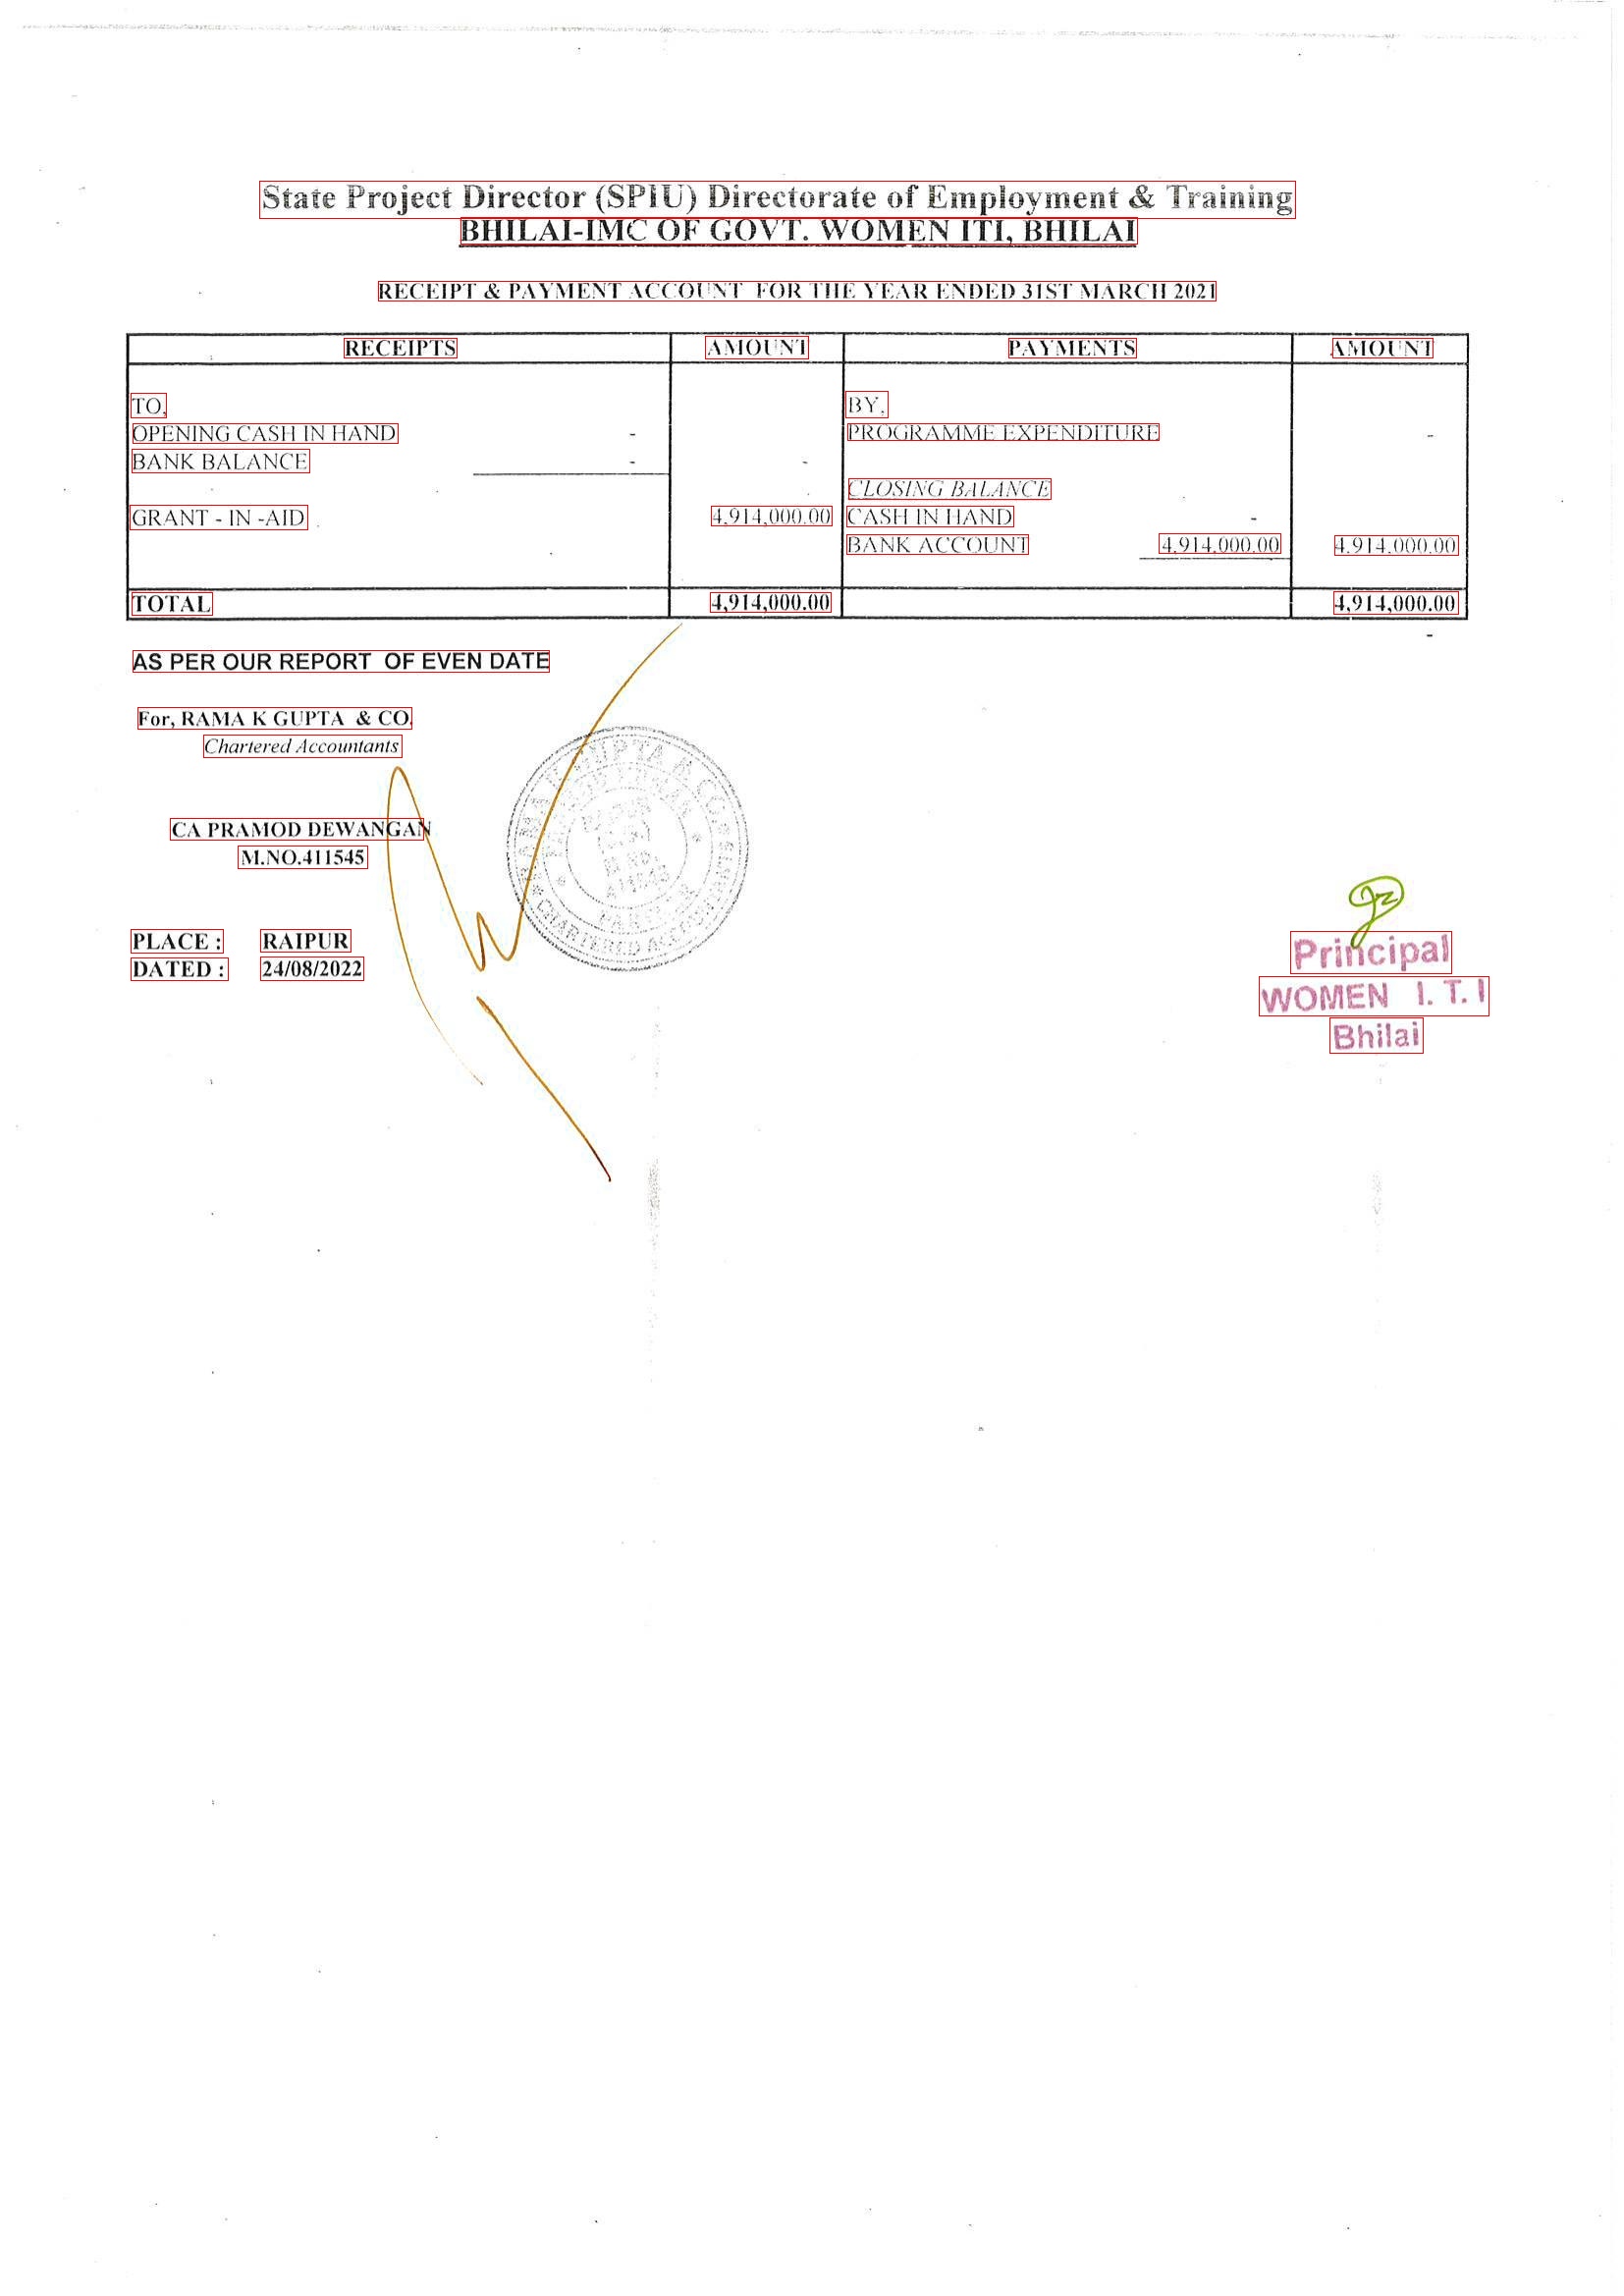 State Project Director (SPIU) Directorate of Employment & Training
BHILAI-IMC OF GOVT. WOMEN ITI, BHILAI
RECEIPT & PAYMENT ACCOUNT FOR THE YEAR ENDED 31ST MARCH 2021
RECEIPTS AMOUNT PAYMENTS AMOUNT
TO, BY,
OPENING CASH IN HAND - PROGRAMME EXPENDITURE -
BANK BALANCE - -
CLOSING BALANCE
GRANT - IN -AID 4,914,000.00 CASH IN HAND -
BANK ACCOUNT 4,914,000.00 4,914,000.00
TOTAL 4,914,000.00 4,914,000.00
-
AS PER OUR REPORT OF EVEN DATE
For, RAMA K GUPTA & CO.
Chartered Accountants
CA PRAMOD DEWANGAN
M.NO.411545
PLACE : RAIPUR
DATED : 24/08/2022
RAMA K GUPTA & CO
CHARTERED ACCOUNTANTS
Principal
WOMEN I. T. I
Bhilai